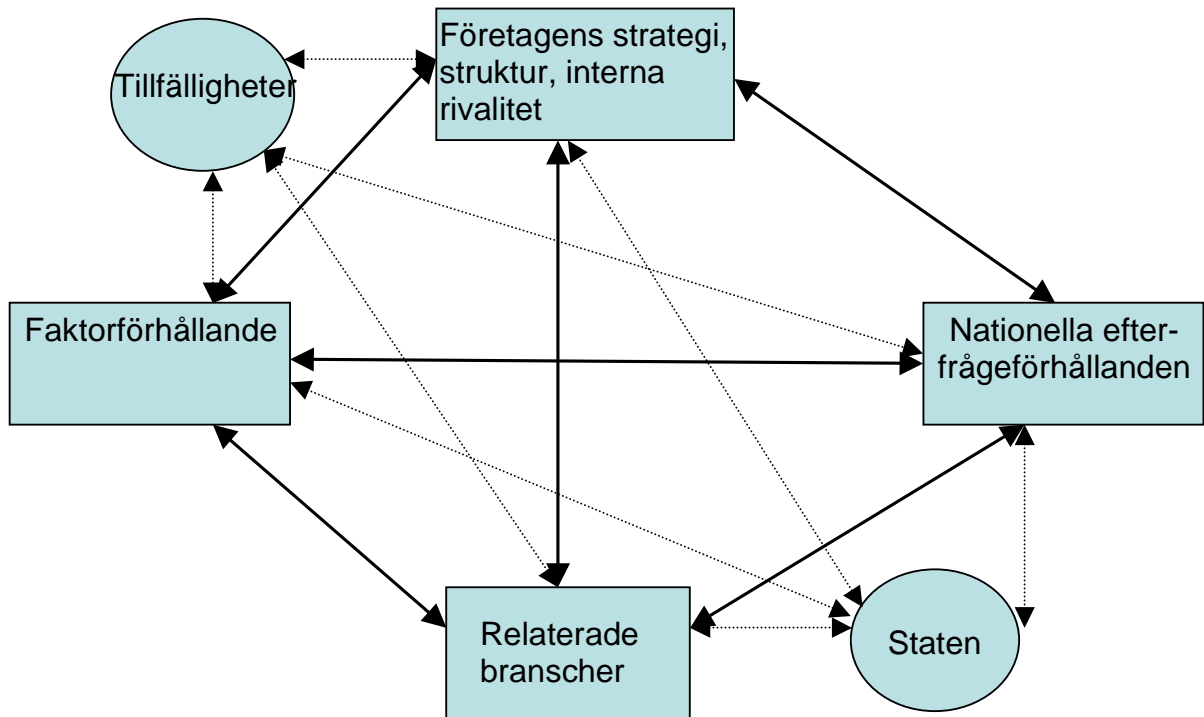 Företagens strategi,
struktur, interna
rivalitet
Tillfälligheter
Faktorförhållande
Nationella efter-
frågeförhållanden
Relaterade
branscher
Staten